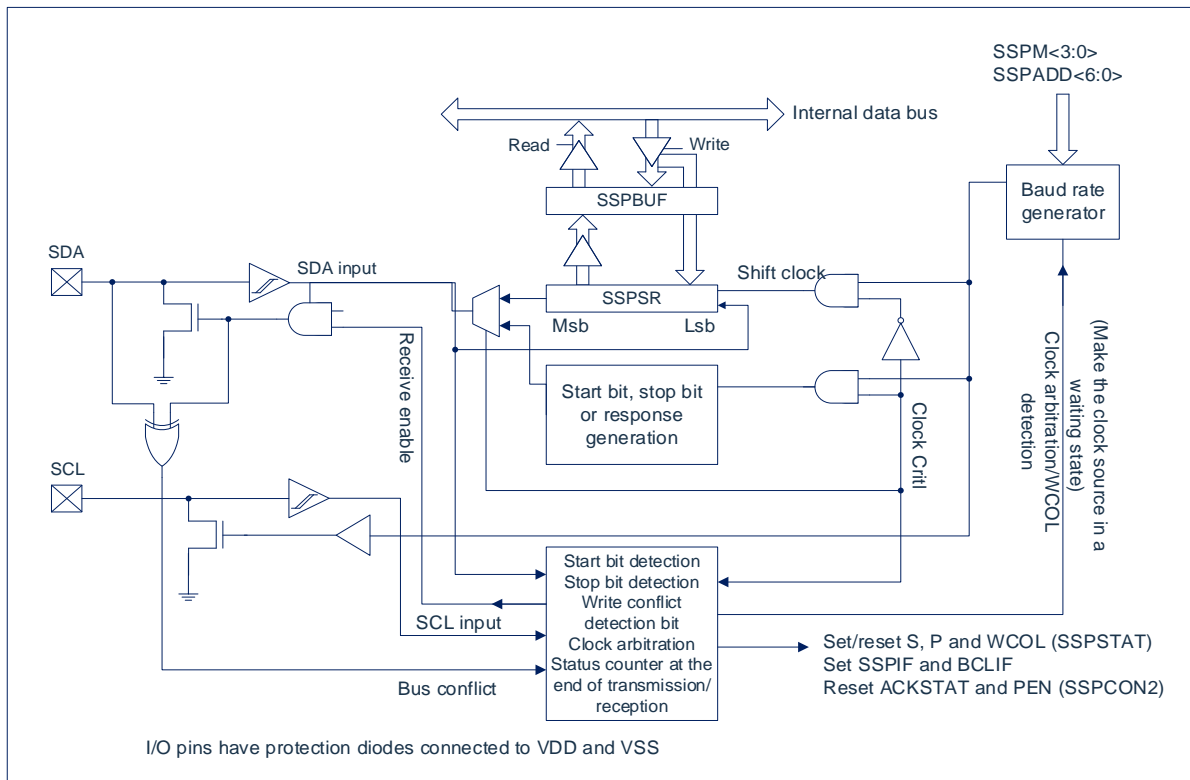 SSPM<3:0>
SSPADD<6:0>
Internal data bus
Read
Write
SSPBUF
Baud rate
generator
SDA
SDA input
Shift clock
SSPSR
Msb
Lsb
Receive enable
Start bit, stop bit
or response
generation
Clock Critl
(Make the clock source in a
waiting state)
Clock arbitration/WCOL
detection
SCL
Start bit detection
Stop bit detection
Write conflict
detection bit
Clock arbitration
Status counter at the
end of transmission/
reception
SCL input
Bus conflict
Set/reset S, P and WCOL (SSPSTAT)
Set SSPIF and BCLIF
Reset ACKSTAT and PEN (SSPCON2)
I/O pins have protection diodes connected to VDD and VSS